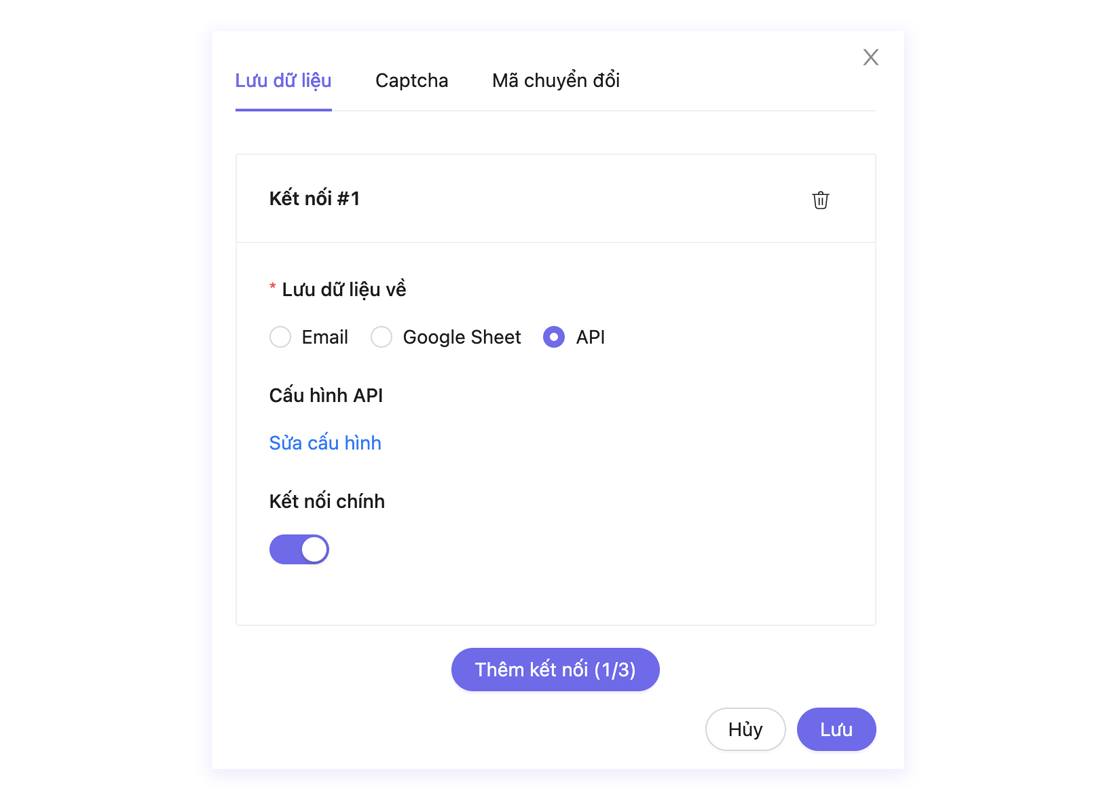 Lưu dữ liệu Captcha Mã chuyển đổi
Kết nối #1
* Lưu dữ liệu về
Email Google Sheet API
Cấu hình API
Sửa cấu hình
Kết nối chính
Thêm kết nối (1/3)
Hủy Lưu